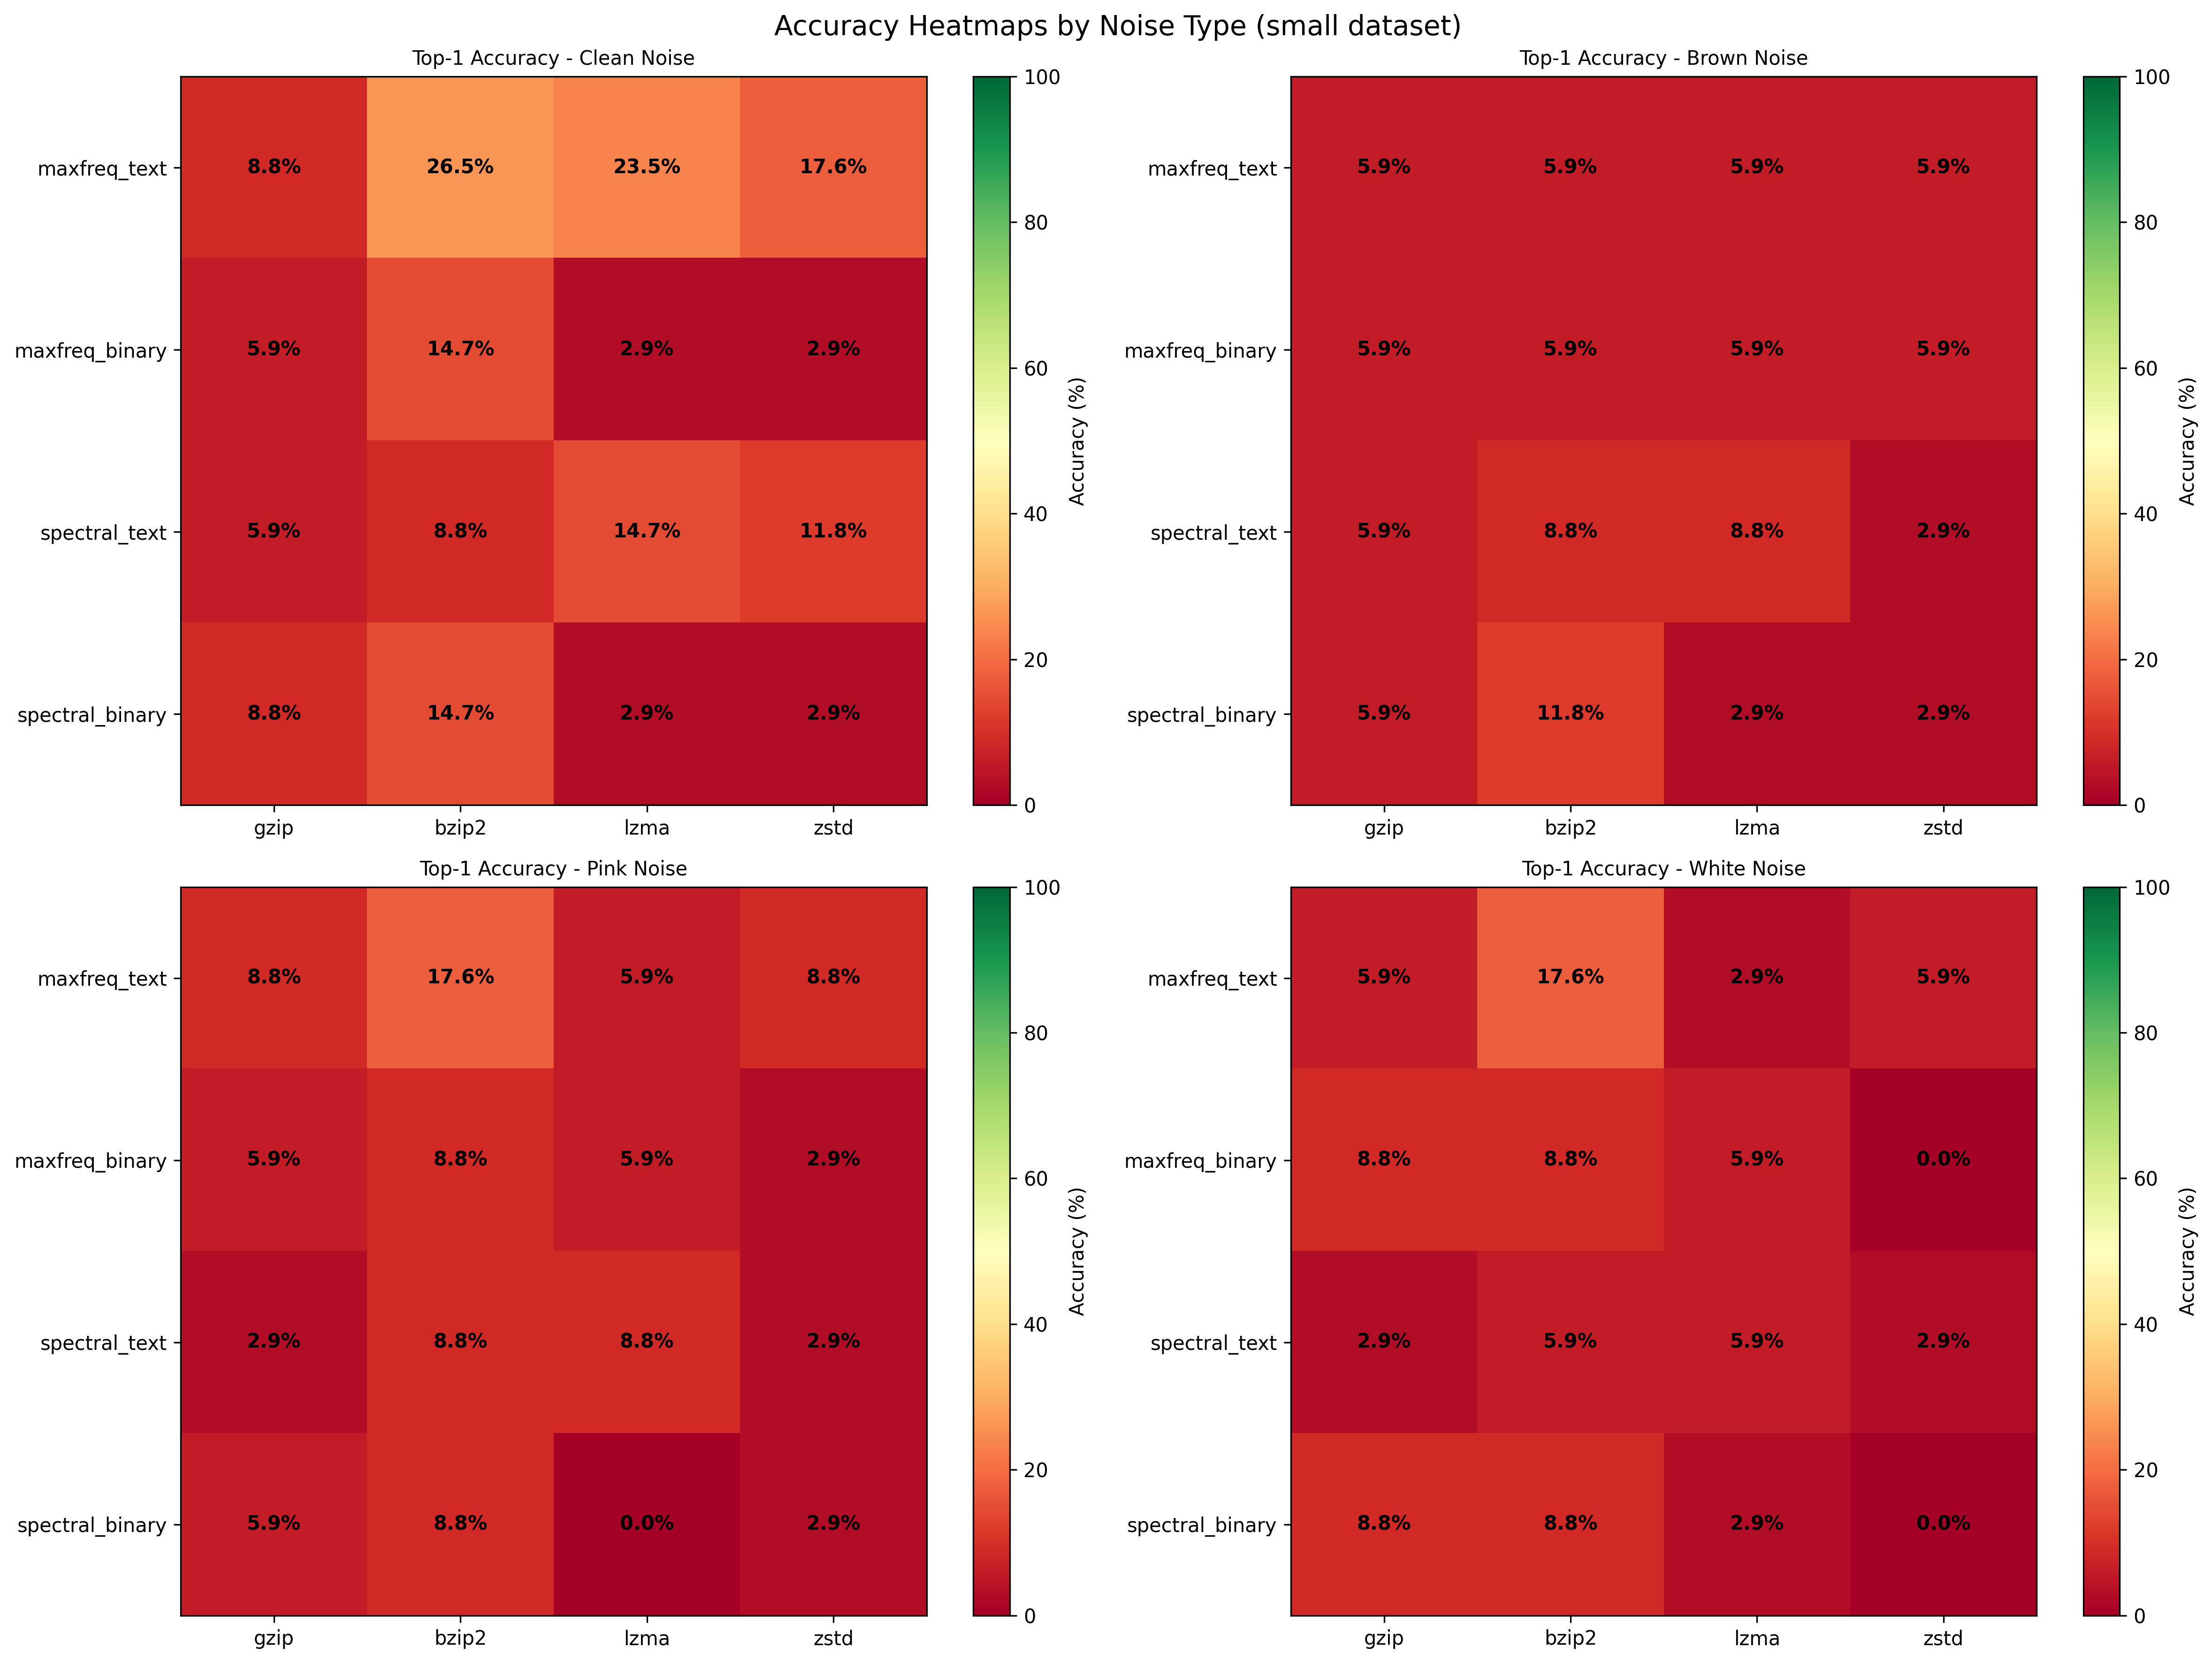 Accuracy Heatmaps by Noise Type (small dataset)
Top-1 Accuracy - Clean Noise
maxfreq_text 8.8% 26.5% 23.5% 17.6%
maxfreq_binary 5.9% 14.7% 2.9% 2.9%
spectral_text 5.9% 8.8% 14.7% 11.8%
spectral_binary 8.8% 14.7% 2.9% 2.9%
gzip bzip2 lzma zstd
100
80
60
40
20
0
Accuracy (%)
Top-1 Accuracy - Brown Noise
maxfreq_text 5.9% 5.9% 5.9% 5.9%
maxfreq_binary 5.9% 5.9% 5.9% 5.9%
spectral_text 5.9% 8.8% 8.8% 2.9%
spectral_binary 5.9% 11.8% 2.9% 2.9%
gzip bzip2 lzma zstd
100
80
60
40
20
0
Accuracy (%)
Top-1 Accuracy - Pink Noise
maxfreq_text 8.8% 17.6% 5.9% 8.8%
maxfreq_binary 5.9% 8.8% 5.9% 2.9%
spectral_text 2.9% 8.8% 8.8% 2.9%
spectral_binary 5.9% 8.8% 0.0% 2.9%
gzip bzip2 lzma zstd
100
80
60
40
20
0
Accuracy (%)
Top-1 Accuracy - White Noise
maxfreq_text 5.9% 17.6% 2.9% 5.9%
maxfreq_binary 8.8% 8.8% 5.9% 0.0%
spectral_text 2.9% 5.9% 5.9% 2.9%
spectral_binary 8.8% 8.8% 2.9% 0.0%
gzip bzip2 lzma zstd
100
80
60
40
20
0
Accuracy (%)